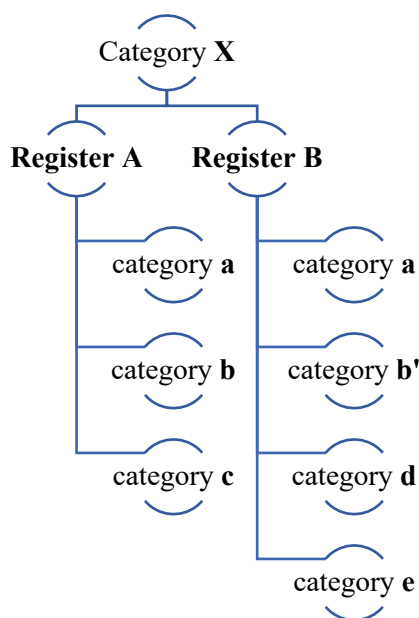 Category X
Register A
Register B
category a
category a
category b
category b'
category c
category d
category e